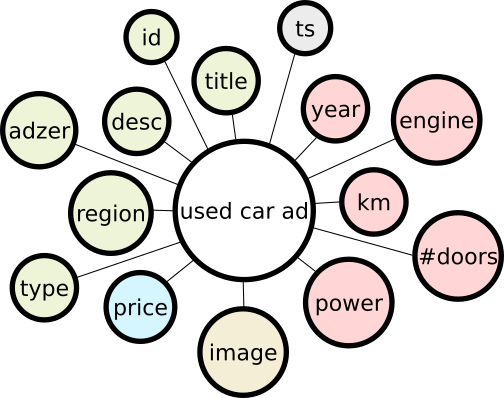 ts
id
title
year
engine
desc
adzer
km
region
used car ad
#doors
type
price
power
image